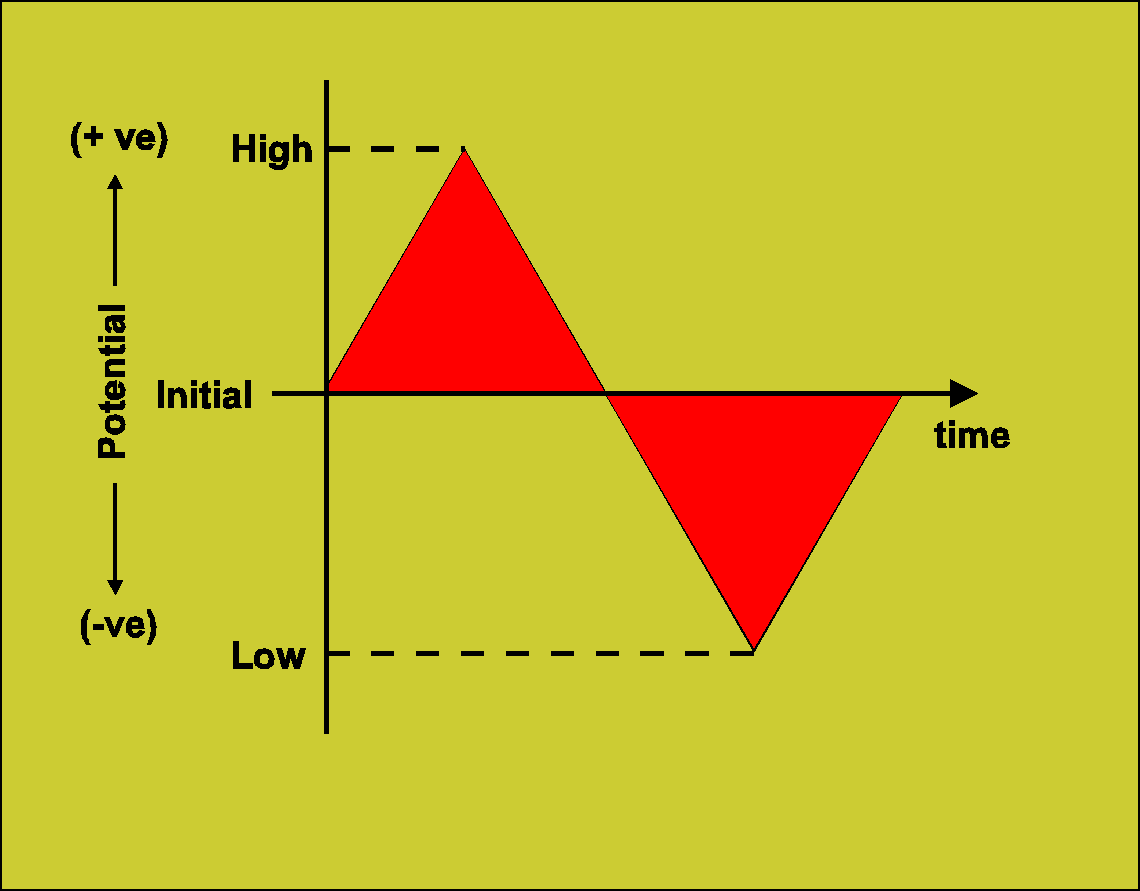 (+ ve)
High
Potential
Initial
time
(-ve)
Low